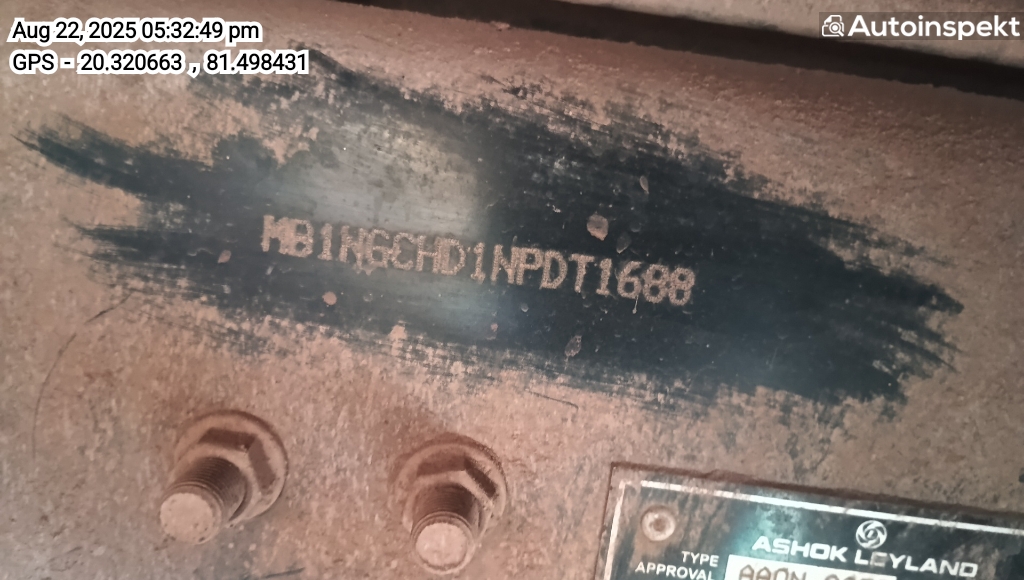 Aug 22, 2025 05:32:49 pm
GPS - 20.320663 , 81.498431
Autoinspekt
MB1NGCHD1NPDT1688
ASHOK LEYLAND
TYPE
APPROVAL